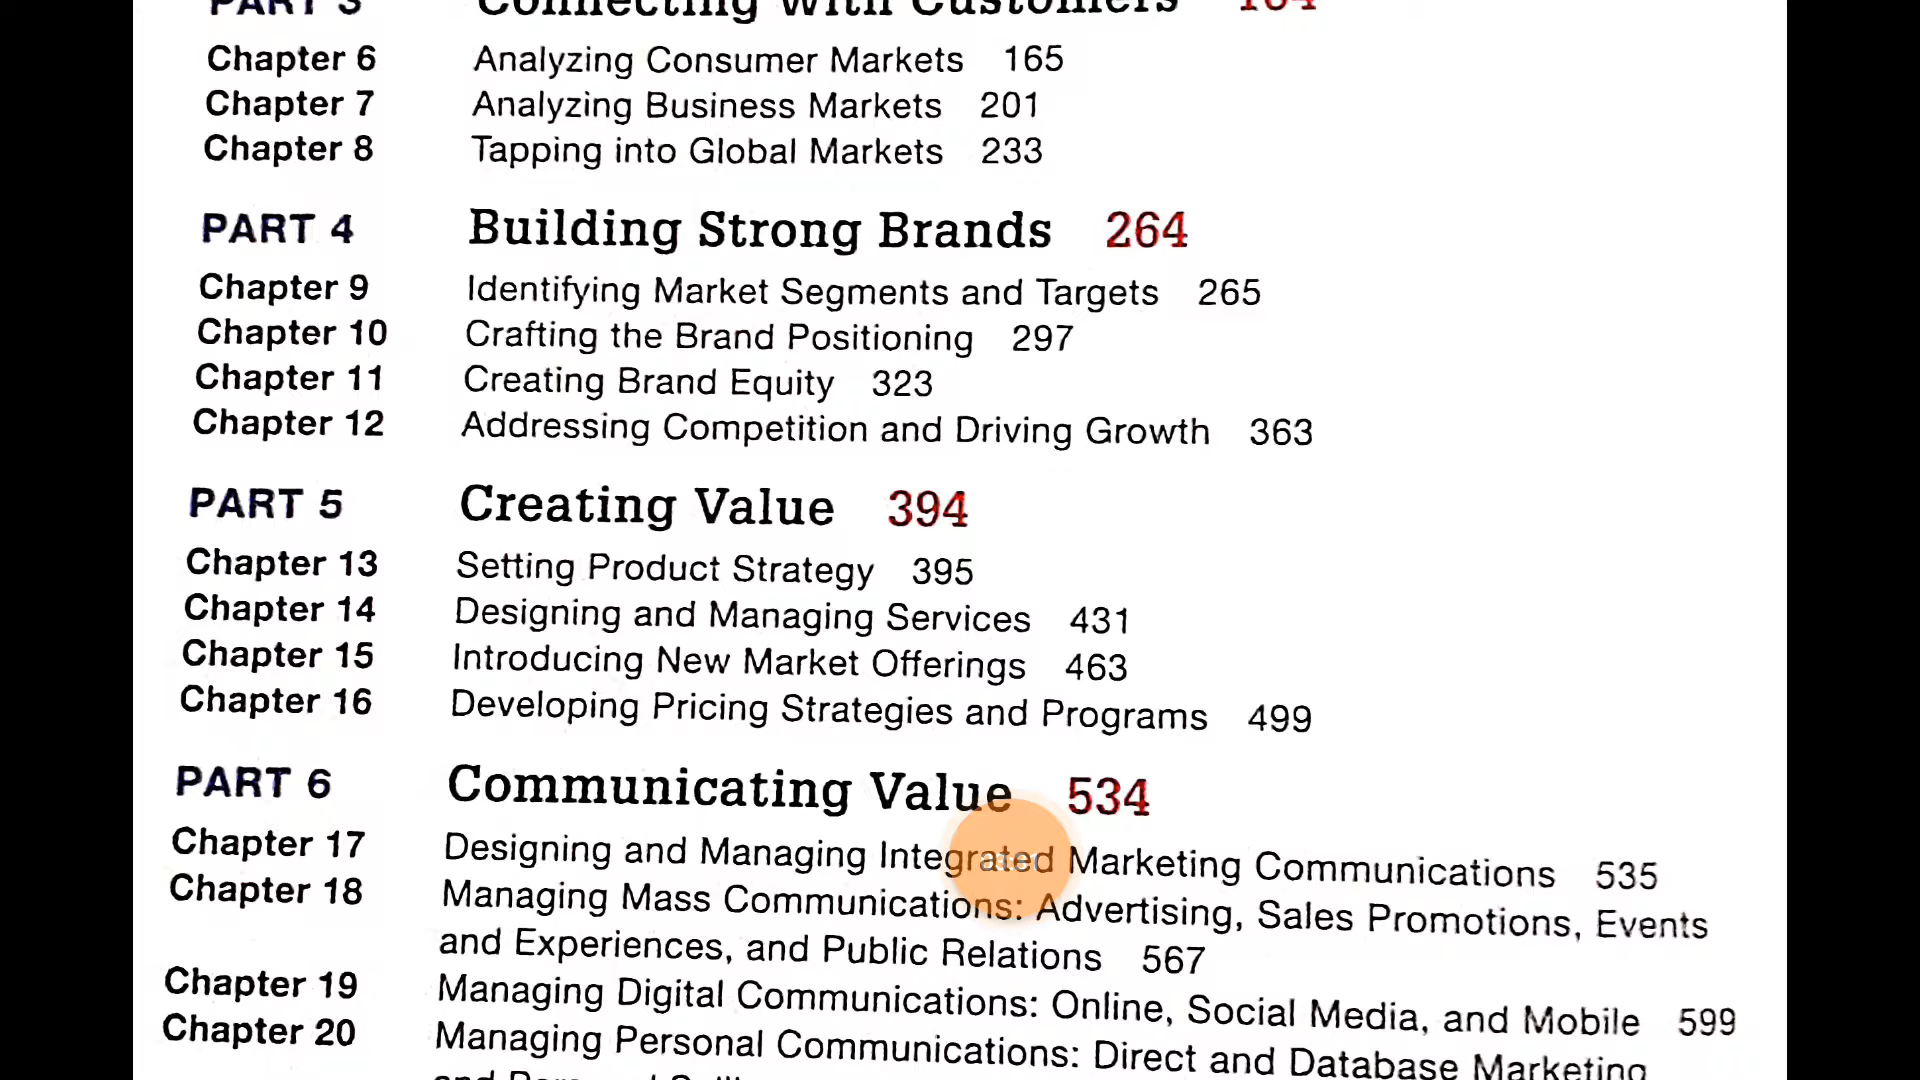 PART 3 Connecting with Customers 164
Chapter 6 Analyzing Consumer Markets 165
Chapter 7 Analyzing Business Markets 201
Chapter 8 Tapping into Global Markets 233
PART 4 Building Strong Brands 264
Chapter 9 Identifying Market Segments and Targets 265
Chapter 10 Crafting the Brand Positioning 297
Chapter 11 Creating Brand Equity 323
Chapter 12 Addressing Competition and Driving Growth 363
PART 5 Creating Value 394
Chapter 13 Setting Product Strategy 395
Chapter 14 Designing and Managing Services 431
Chapter 15 Introducing New Market Offerings 463
Chapter 16 Developing Pricing Strategies and Programs 499
PART 6 Communicating Value 534
Chapter 17 Designing and Managing Integrated Marketing Communications 535
Chapter 18 Managing Mass Communications: Advertising, Sales Promotions, Events
and Experiences, and Public Relations 567
Chapter 19 Managing Digital Communications: Online, Social Media, and Mobile 599
Chapter 20 Managing Personal Communications: Direct and Database Marketing
and